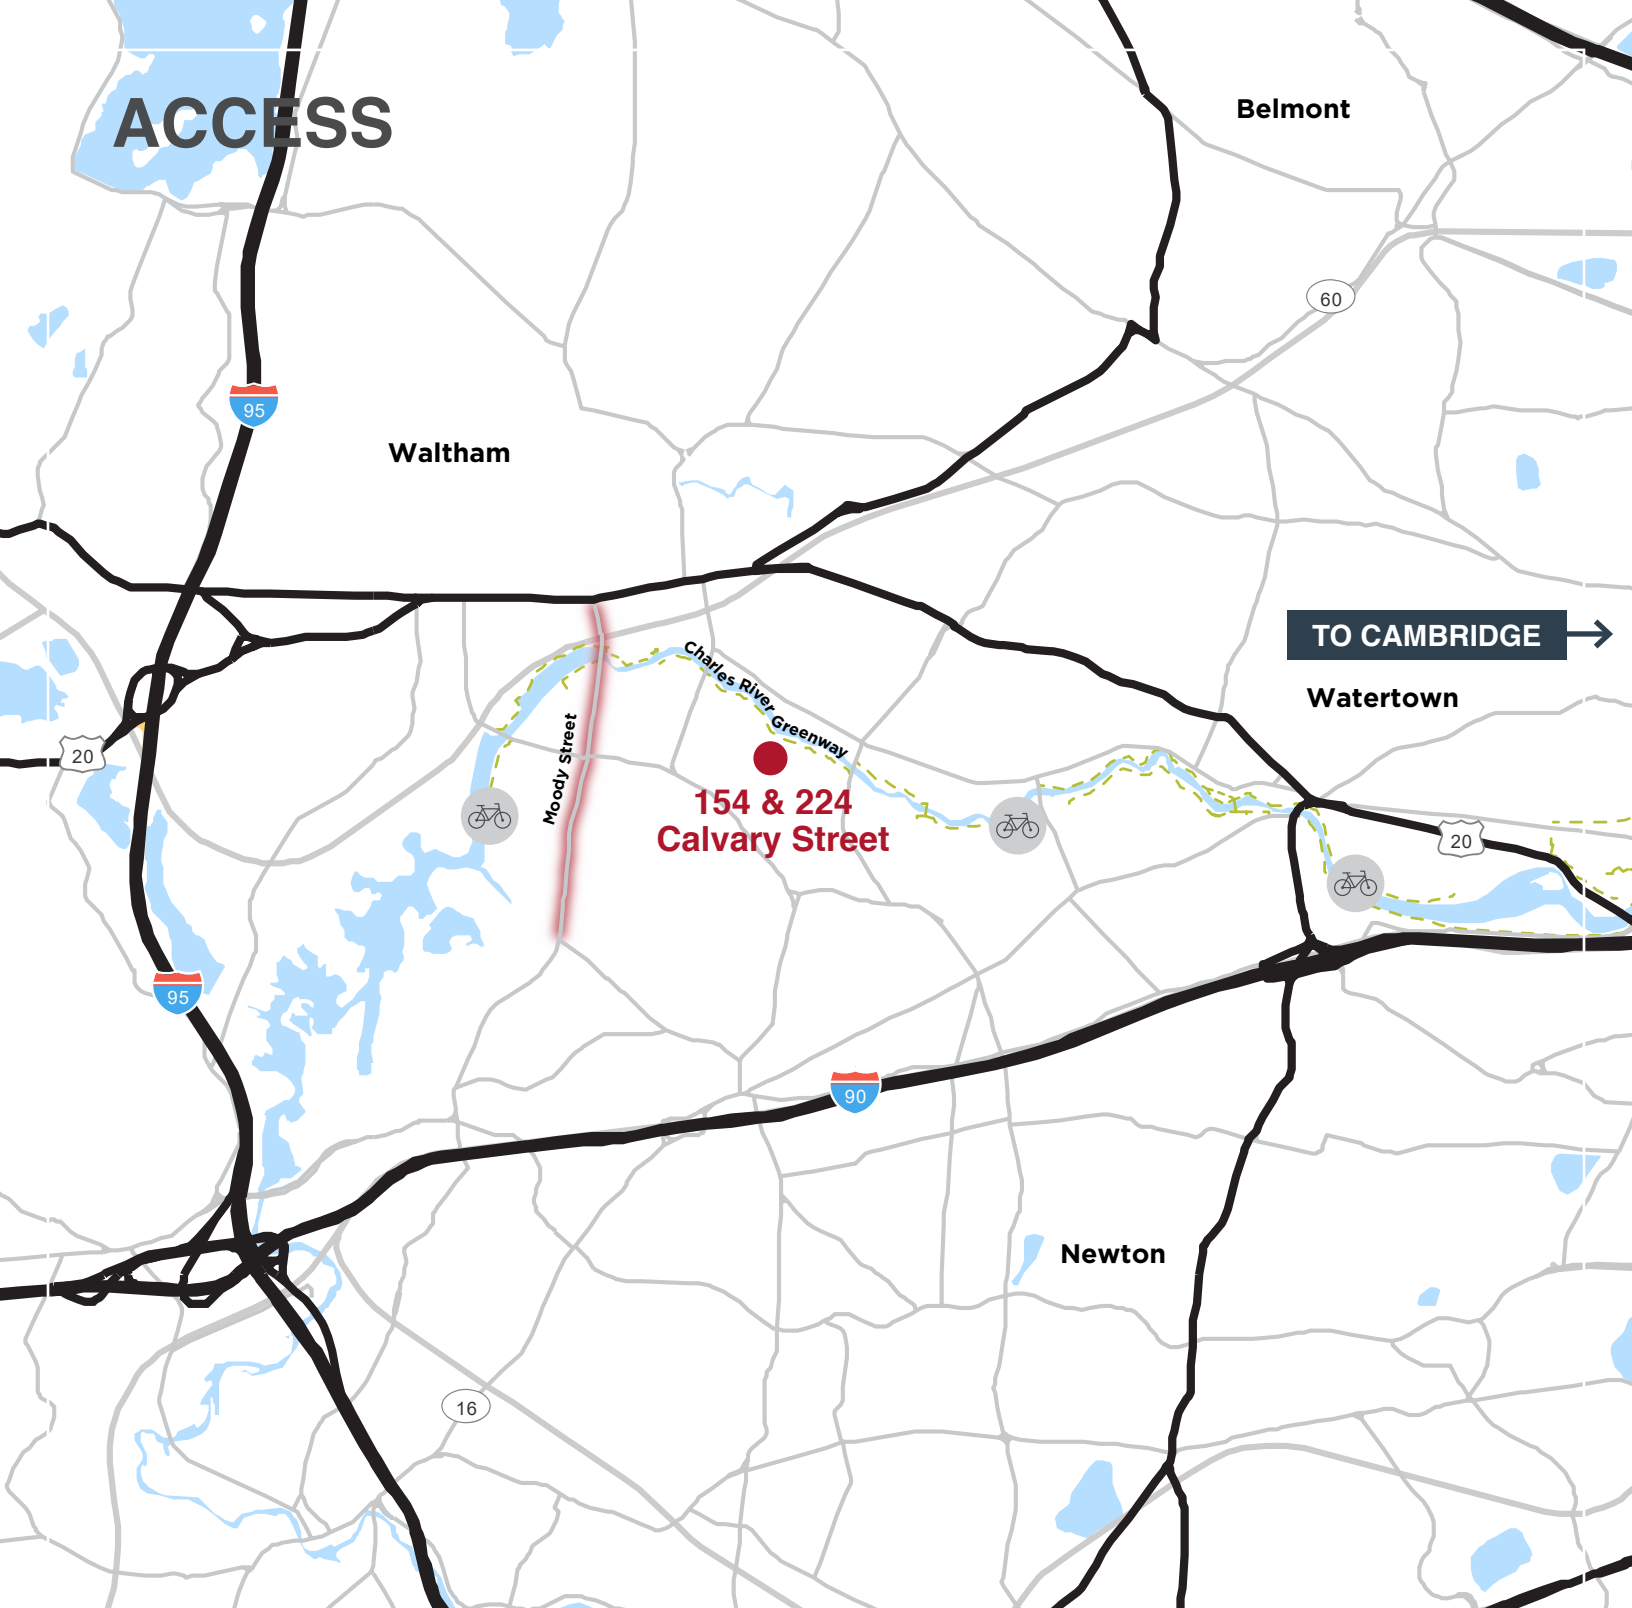 ACCESS
Belmont
60
95
Waltham
TO CAMBRIDGE
Charles River Greenway
Watertown
20
Moody Street
154 & 224
Calvary Street
20
95
90
Newton
16